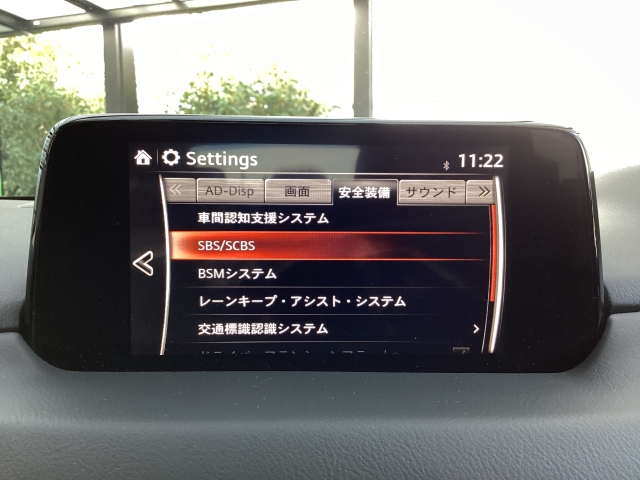 Settings 11:22
AD-Disp 画面 安全装備 サウンド
車間認知支援システム
SBS/SCBS
BSMシステム
レーンキープ・アシスト・システム
交通標識認識システム